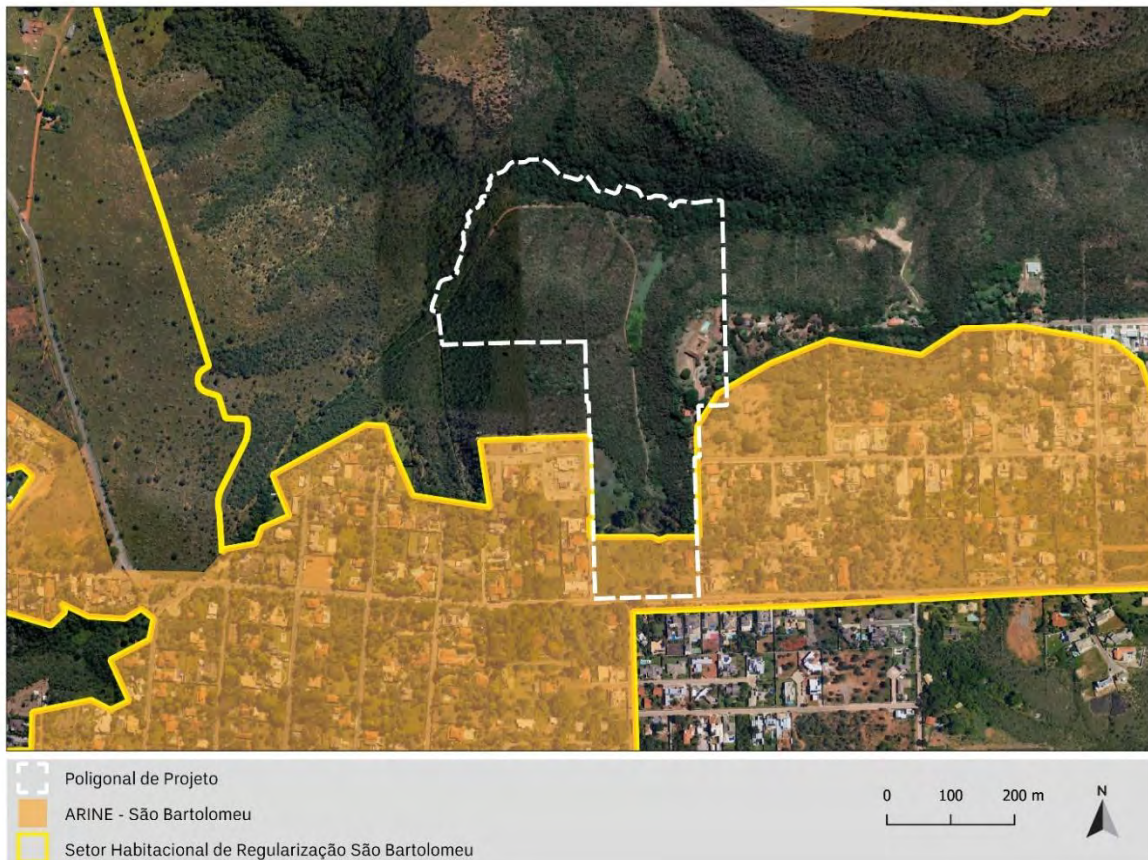 Poligonal de Projeto
ARINE - São Bartolomeu
Setor Habitacional de Regularização São Bartolomeu
0 100 200 m
N